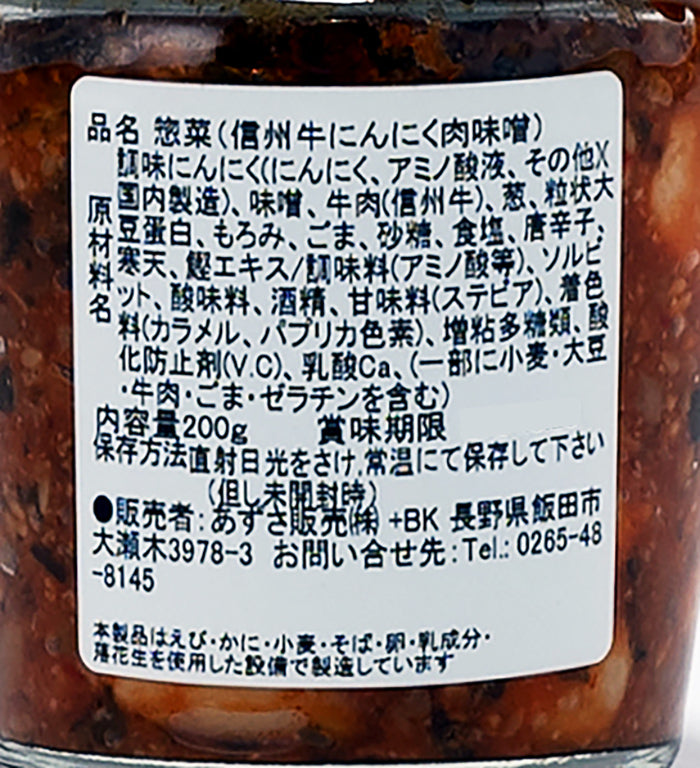 品名 惣菜(信州牛にんにく肉味噌)
調味にんにく(にんにく、アミノ酸液、その他)(
国内製造)、味噌、牛肉(信州牛)、葱、粒状大
原材料名
豆蛋白、もろみ、ごま、砂糖、食塩、唐辛子、
寒天、鰹エキス/調味料(アミノ酸等)、ソルビ
ット、酸味料、酒精、甘味料(ステビア)、着色
料(カラメル、パプリカ色素)、増粘多糖類、酸
化防止剤(V.C)、乳酸Ca、(一部に小麦・大豆
・牛肉・ごま・ゼラチンを含む)
内容量200g 賞味期限
保存方法直射日光をさけ,常温にて保存して下さい
(但し未開封時)
●販売者:あずさ販売㈱ +BK 長野県飯田市
大瀬木3978-3 お問い合せ先:Tel.: 0265-48
-8145
本製品はえび・かに・小麦・そば・卵・乳成分・
落花生を使用した設備で製造しています